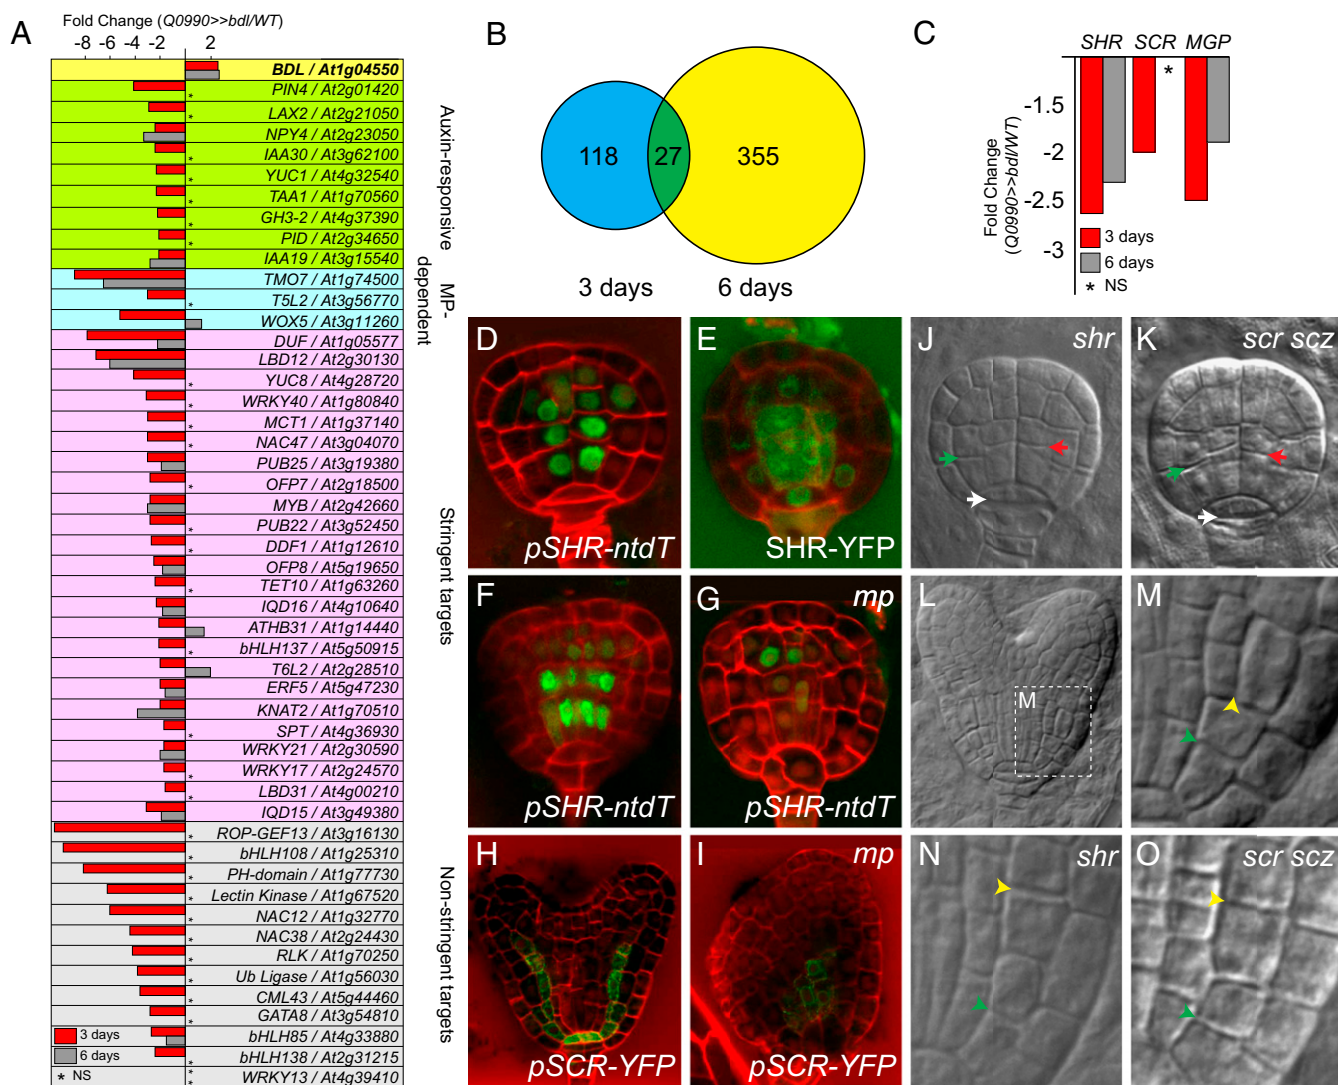 A
Fold Change (Q0990>>bdl/WT)
-8 -6 -4 -2 2
BDL / At1g04550
PIN4 / At2g01420
*
LAX2 / At2g21050
*
NPY4 / At2g23050
IAA30 / At3g62100
*
YUC1 / At4g32540
*
TAA1 / At1g70560
*
GH3-2 / At4g37390
*
PID / At2g34650
*
IAA19 / At3g15540
TMO7 / At1g74500
T5L2 / At3g56770
*
WOX5 / At3g11260
DUF / At1g05577
LBD12 / At2g30130
YUC8 / At4g28720
*
WRKY40 / At1g80840
*
MCT1 / At1g37140
*
NAC47 / At3g04070
*
PUB25 / At3g19380
OFP7 / At2g18500
*
MYB / At2g42660
PUB22 / At3g52450
*
DDF1 / At1g12610
*
OFP8 / At5g19650
TET10 / At1g63260
*
IQD16 / At4g10640
ATHB31 / At1g14440
bHLH137 / At5g50915
*
T6L2 / At2g28510
ERF5 / At5g47230
KNAT2 / At1g70510
SPT / At4g36930
*
WRKY21 / At2g30590
WRKY17 / At2g24570
*
LBD31 / At4g00210
*
IQD15 / At3g49380
ROP-GEF13 / At3g16130
*
bHLH108 / At1g25310
*
PH-domain / At1g77730
*
Lectin Kinase / At1g67520
*
NAC12 / At1g32770
*
NAC38 / At2g24430
*
RLK / At1g70250
*
Ub Ligase / At1g56030
*
CML43 / At5g44460
*
GATA8 / At3g54810
*
bHLH85 / At4g33880
bHLH138 / At2g31215
*
WRKY13 / At4g39410
*
*
3 days
6 days
* NS
Auxin-responsive
MP-
dependent
Stringent targets
Non-stringent targets
B
118 27 355
3 days 6 days
C
SHR SCR MGP
*
-1.5
-2
-2.5
-3
Fold Change
(Q0990>>bdl/WT)
3 days
6 days
* NS
D
pSHR-ntdT
E
SHR-YFP
F
pSHR-ntdT
G mp
pSHR-ntdT
H
pSCR-YFP
I mp
pSCR-YFP
J shr
K scr scz
L
M
M
N shr
O scr scz